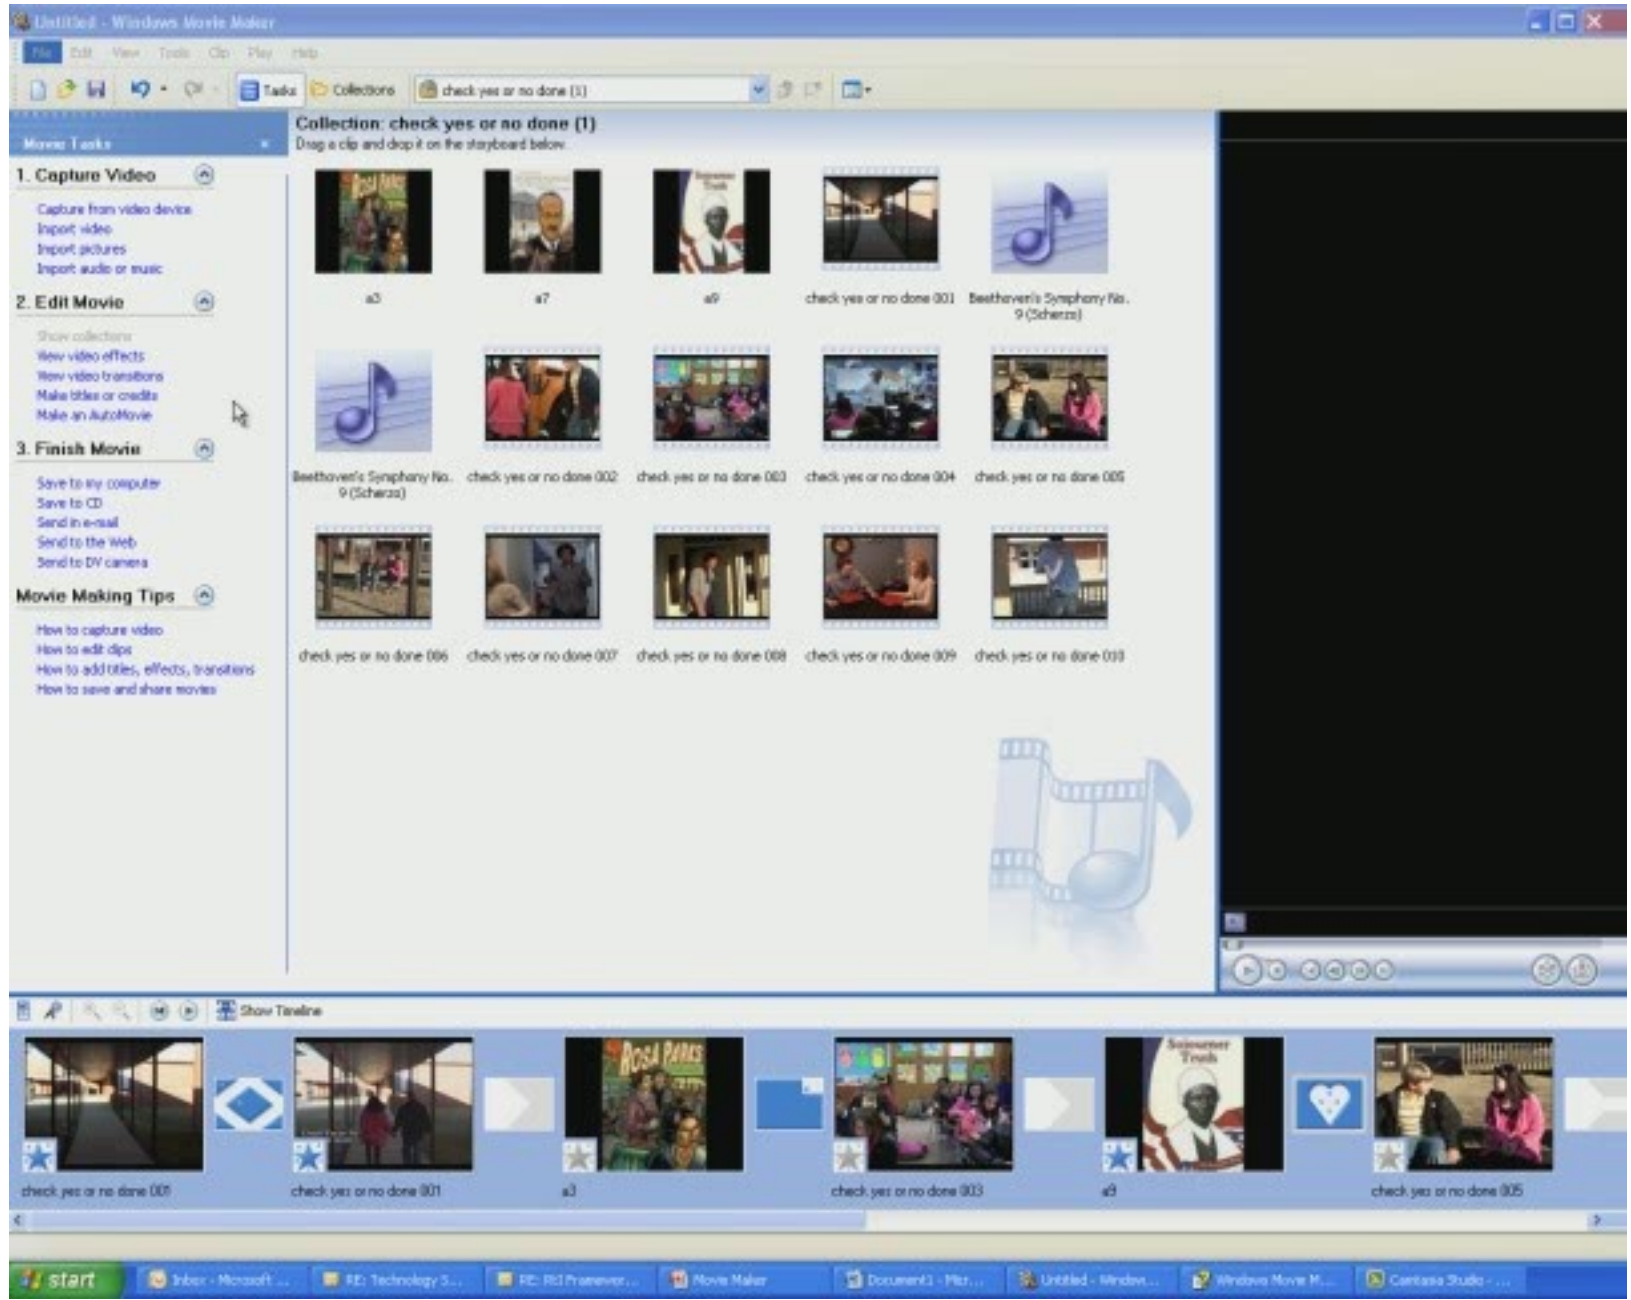 Untitled - Windows Movie Maker
File Edit View Tools Clip Play Help
Tasks Collections check yes or no done (1)
Movie Tasks
1. Capture Video
Capture from video device
Import video
Import pictures
Import audio or music
2. Edit Movie
Show collections
View video effects
View video transitions
Make titles or credits
Make an AutoMovie
3. Finish Movie
Save to my computer
Save to CD
Send in e-mail
Send to the Web
Send to DV camera
Movie Making Tips
How to capture video
How to edit clips
How to add titles, effects, transitions
How to save and share movies
Collection: check yes or no done (1)
Drag a clip and drop it on the storyboard below.
a3 a7 a9 check yes or no done 001 Beethoven's Symphony No. 9 (Scherzo)
Beethoven's Symphony No. 9 (Scherzo) check yes or no done 002 check yes or no done 003 check yes or no done 004 check yes or no done 005
check yes or no done 006 check yes or no done 007 check yes or no done 008 check yes or no done 009 check yes or no done 010
Show Timeline
ROSA PARKS
Sojourner Truth
check yes or no done 001 check yes or no done 001 a3 check yes or no done 003 a9 check yes or no done 005
start Inbox - Microsoft ... RE: Technology S... RE: RtI Framewor... Movie Maker Document1 - Micr... Untitled - Window... Windows Movie M... Camtasia Studio - ...